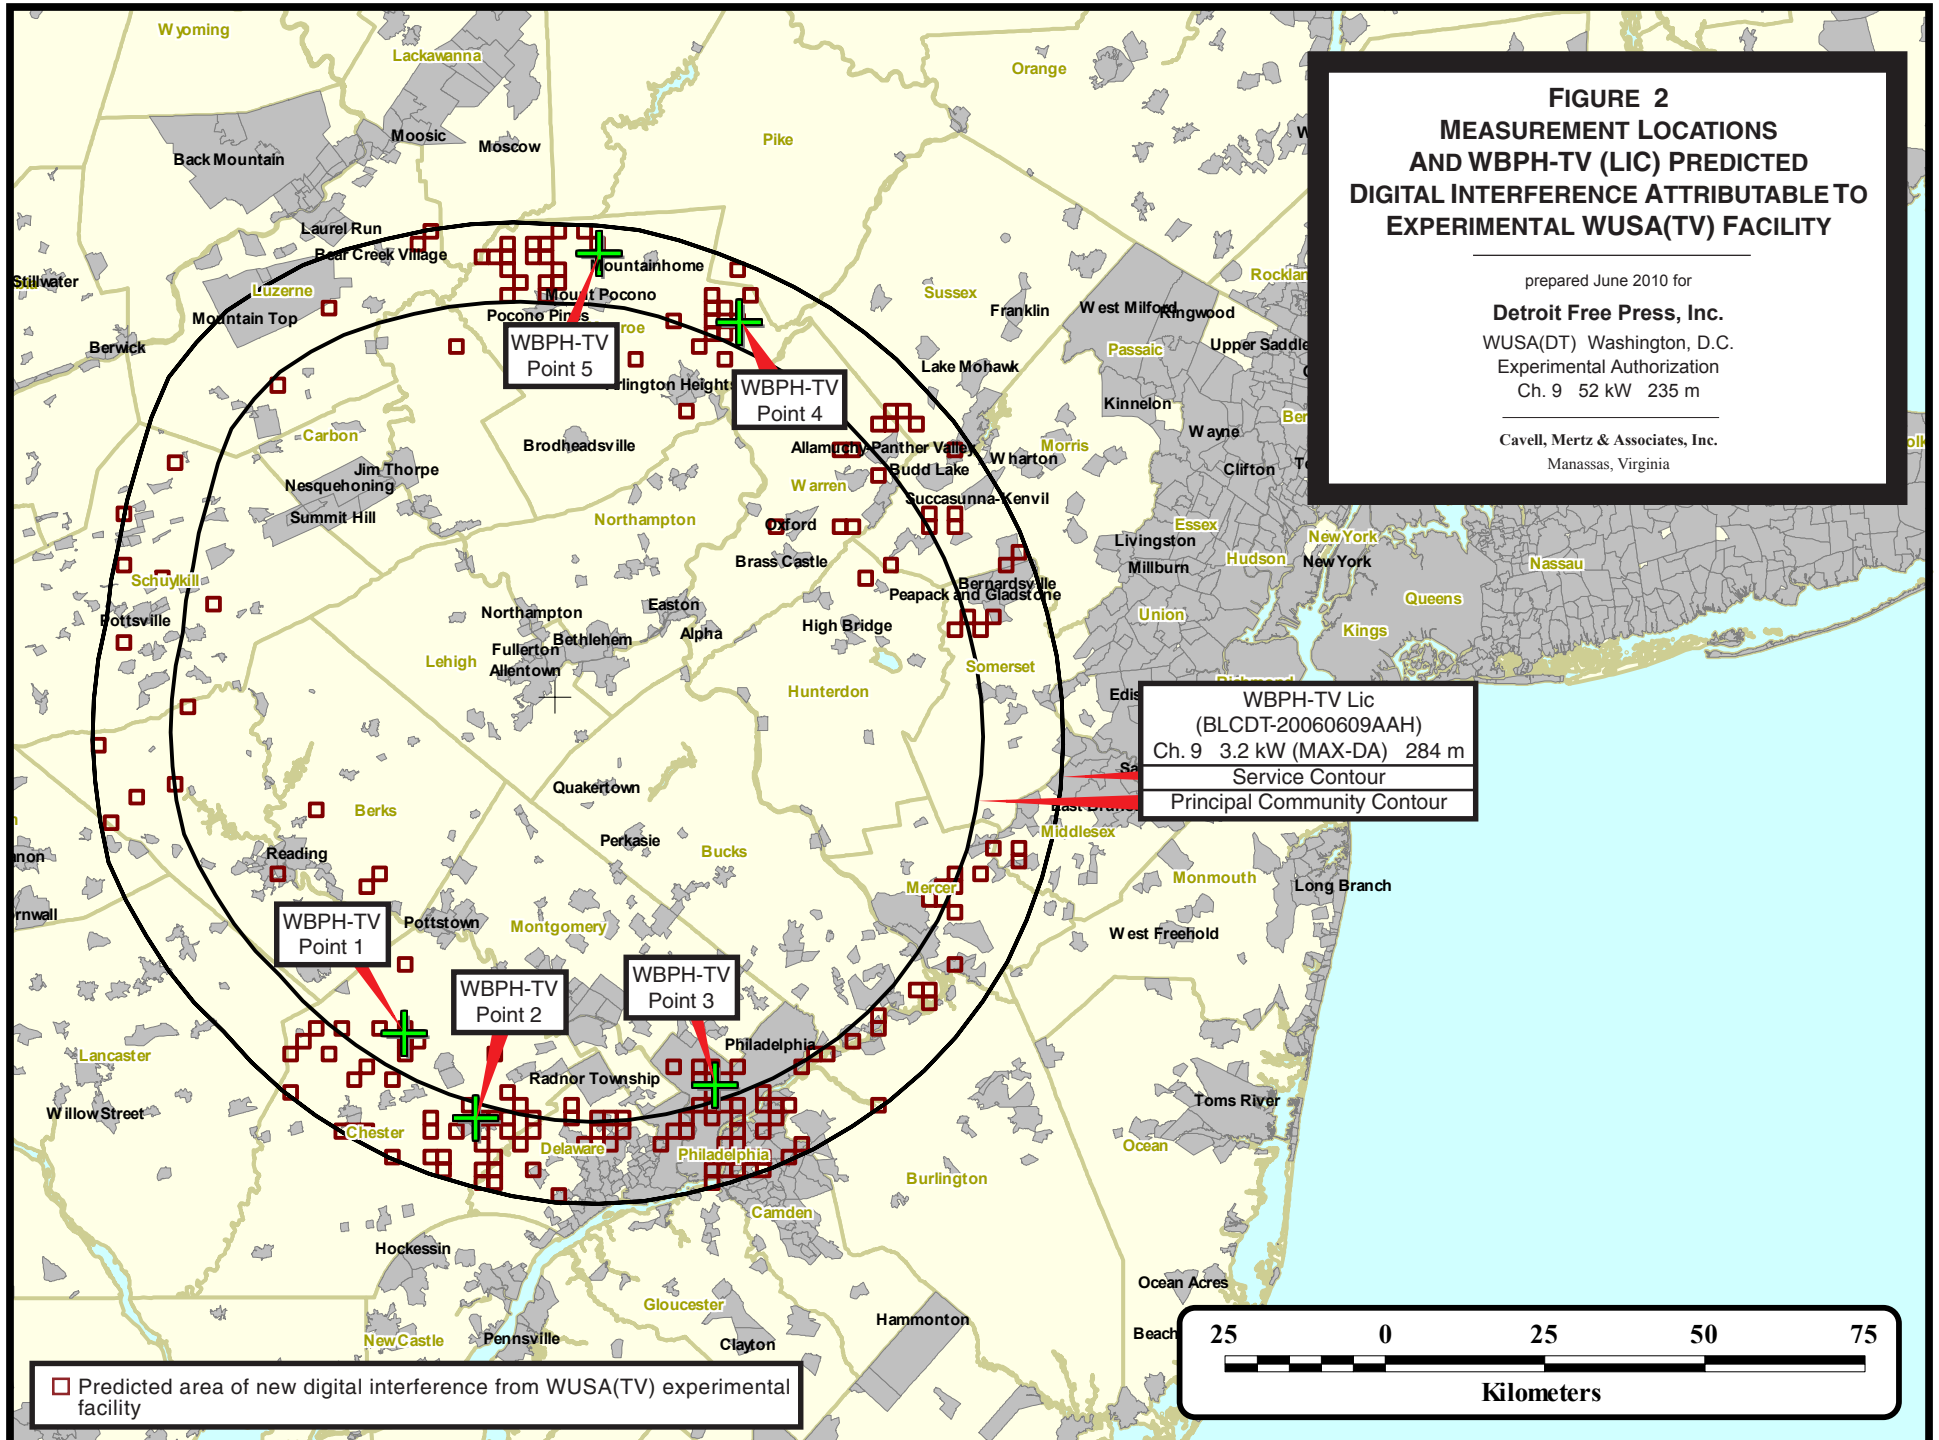 Wyoming
Lackawanna
Orange
Moosic
Moscow
Back Mountain
Pike
FIGURE 2
MEASUREMENT LOCATIONS
AND WBPH-TV (LIC) PREDICTED
DIGITAL INTERFERENCE ATTRIBUTABLE TO
EXPERIMENTAL WUSA(TV) FACILITY
prepared June 2010 for
Detroit Free Press, Inc.
WUSA(DT) Washington, D.C.
Experimental Authorization
Ch. 9 52 kW 235 m
Cavell, Mertz & Associates, Inc.
Manassas, Virginia
Laurel Run
Bear Creek Village
Mountainhome
Stillwater
Luzerne
Mount Pocono
Sussex
Franklin
West Milford
Ringwood
Mountain Top
Pocono Pines
Berwick
WBPH-TV
Point 5
Passaic
Upper Saddle
Lake Mohawk
WBPH-TV
Point 4
Kinnelon
Carbon
Brodheadsville
Allamuchy-Panther Valley
Wharton
Morris
Wayne
Jim Thorpe
Nesquehoning
Budd Lake
Clifton
Warren
Succasunna-Kenvil
Summit Hill
Northampton
Oxford
Essex
New York
Livingston
Brass Castle
Hudson
New York
Nassau
Millburn
Schuylkill
Bernardsville
Peapack and Gladstone
Queens
Pottsville
Northampton
Easton
High Bridge
Union
Kings
Alpha
Bethlehem
Fullerton
Lehigh
Allentown
Somerset
Hunterdon
WBPH-TV Lic
(BLCDT-20060609AAH)
Ch. 9 3.2 kW (MAX-DA) 284 m
Service Contour
Principal Community Contour
Quakertown
Berks
Perkasie
Bucks
Middlesex
Reading
Mercer
Monmouth
Long Branch
WBPH-TV
Point 1
Pottstown
Montgomery
West Freehold
WBPH-TV
Point 2
WBPH-TV
Point 3
Lancaster
Philadelphia
Radnor Township
Willow Street
Toms River
Chester
Delaware
Philadelphia
Ocean
Burlington
Camden
Hockessin
Ocean Acres
Gloucester
Hammonton
New Castle
Pennsville
Clayton
Beach
25 0 25 50 75
Kilometers
Predicted area of new digital interference from WUSA(TV) experimental
facility